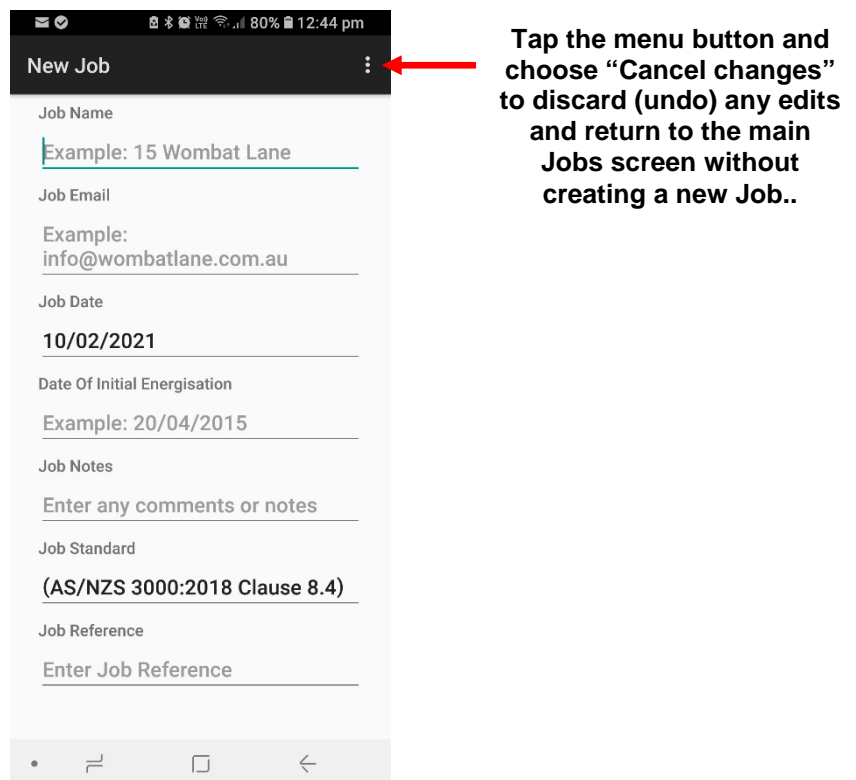 VoD LTE 80% 12:44 pm
New Job
Job Name
Example: 15 Wombat Lane
Job Email
Example:
info@wombatlane.com.au
Job Date
10/02/2021
Date Of Initial Energisation
Example: 20/04/2015
Job Notes
Enter any comments or notes
Job Standard
(AS/NZS 3000:2018 Clause 8.4)
Job Reference
Enter Job Reference
Tap the menu button and
choose “Cancel changes”
to discard (undo) any edits
and return to the main
Jobs screen without
creating a new Job..